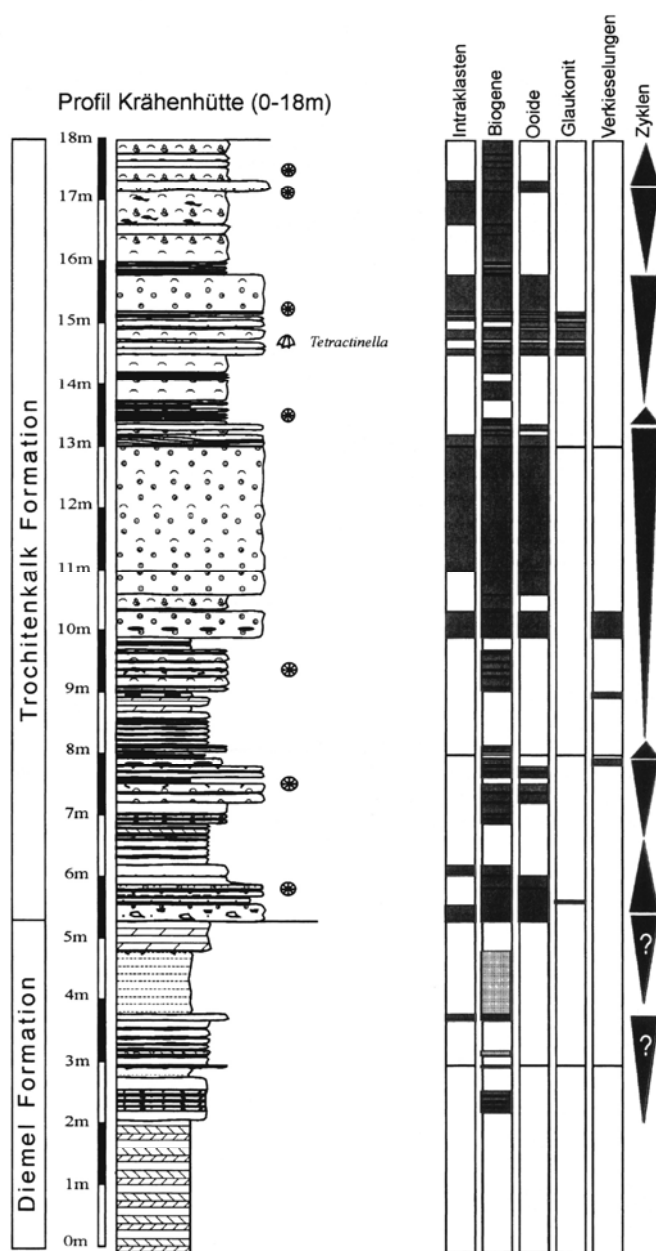 Profil Krähenhütte (0-18m)
Intraklasten
Biogene
Ooide
Glaukonit
Verkieselungen
Zyklen
Trochitenkalk Formation
Diemel Formation
18m
17m
16m
15m
Tetractinella
14m
13m
12m
11m
10m
9m
8m
7m
6m
5m
?
4m
3m
?
2m
1m
0m